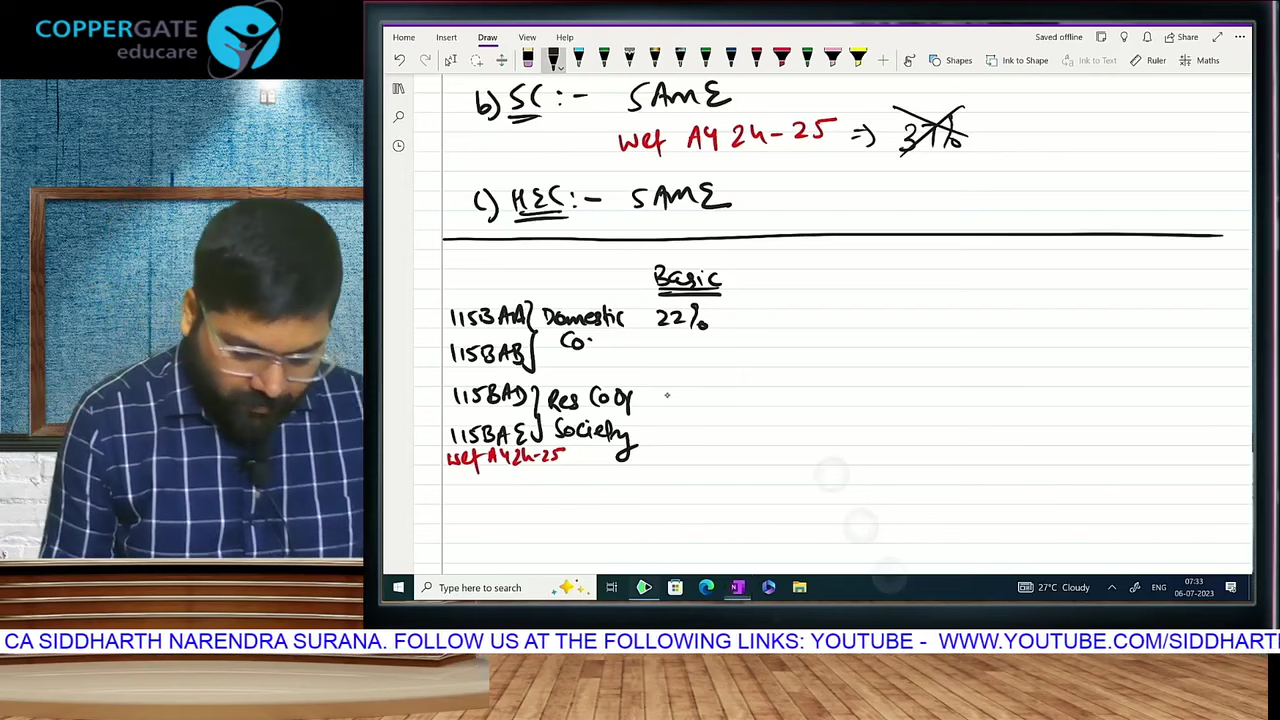 COPPERGATE
educare
Home Insert Draw View Help
Saved offline
Share
Shapes
Ink to Shape
Ink to Text
Ruler
Maths
b) SC :- SAME
wef AY 24-25 => 37%
c) HEC :- SAME
Basic
115BAA Domestic 22%
115BAB Co.
115BAD Res Co Op
115BAE Society
wef AY 24-25
Type here to search
27°C Cloudy
ENG
07:33
06-07-2023
CA SIDDHARTH NARENDRA SURANA. FOLLOW US AT THE FOLLOWING LINKS: YOUTUBE - WWW.YOUTUBE.COM/SIDDHARTH